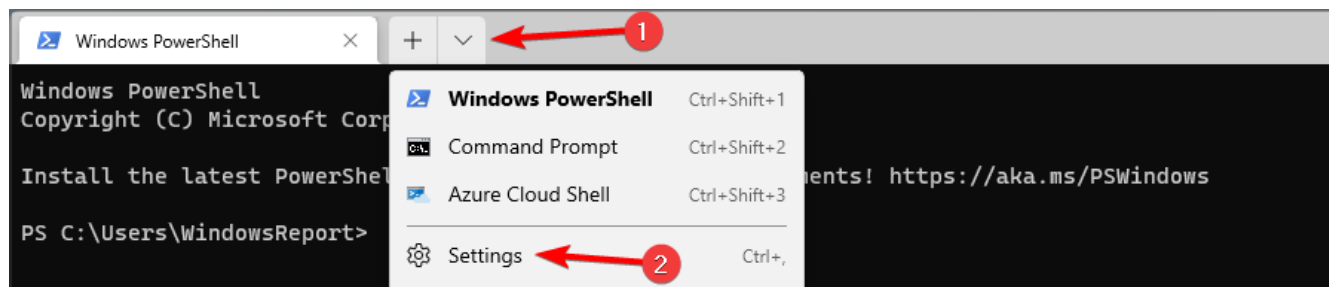 Windows PowerShell
1
Windows PowerShell
Copyright (C) Microsoft Corp
Install the latest PowerShel ents! https://aka.ms/PSWindows
PS C:\Users\WindowsReport>
Windows PowerShell Ctrl+Shift+1
Command Prompt Ctrl+Shift+2
Azure Cloud Shell Ctrl+Shift+3
Settings 2 Ctrl+,